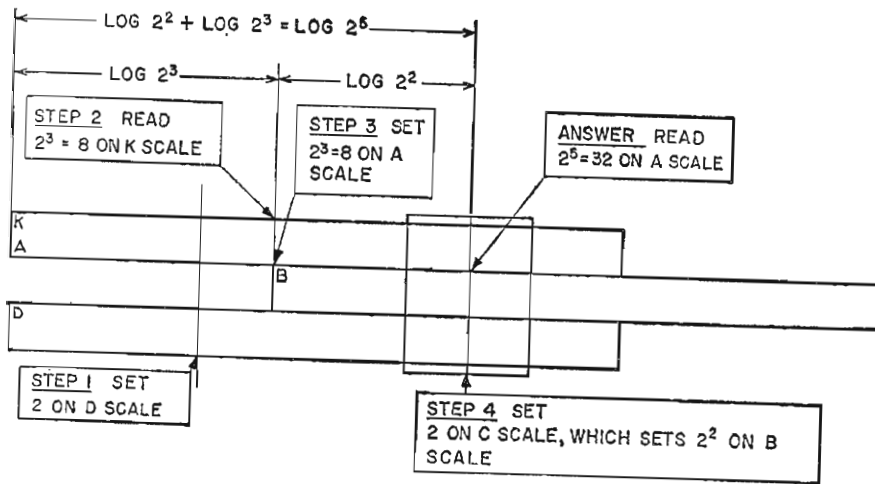 LOG 2² + LOG 2³ = LOG 2⁵
LOG 2³
LOG 2²
STEP 2 READ
2³ = 8 ON K SCALE
STEP 3 SET
2³=8 ON A
SCALE
ANSWER READ
2⁵=32 ON A SCALE
K
A
B
D
STEP 1 SET
2 ON D SCALE
STEP 4 SET
2 ON C SCALE, WHICH SETS 2² ON B
SCALE